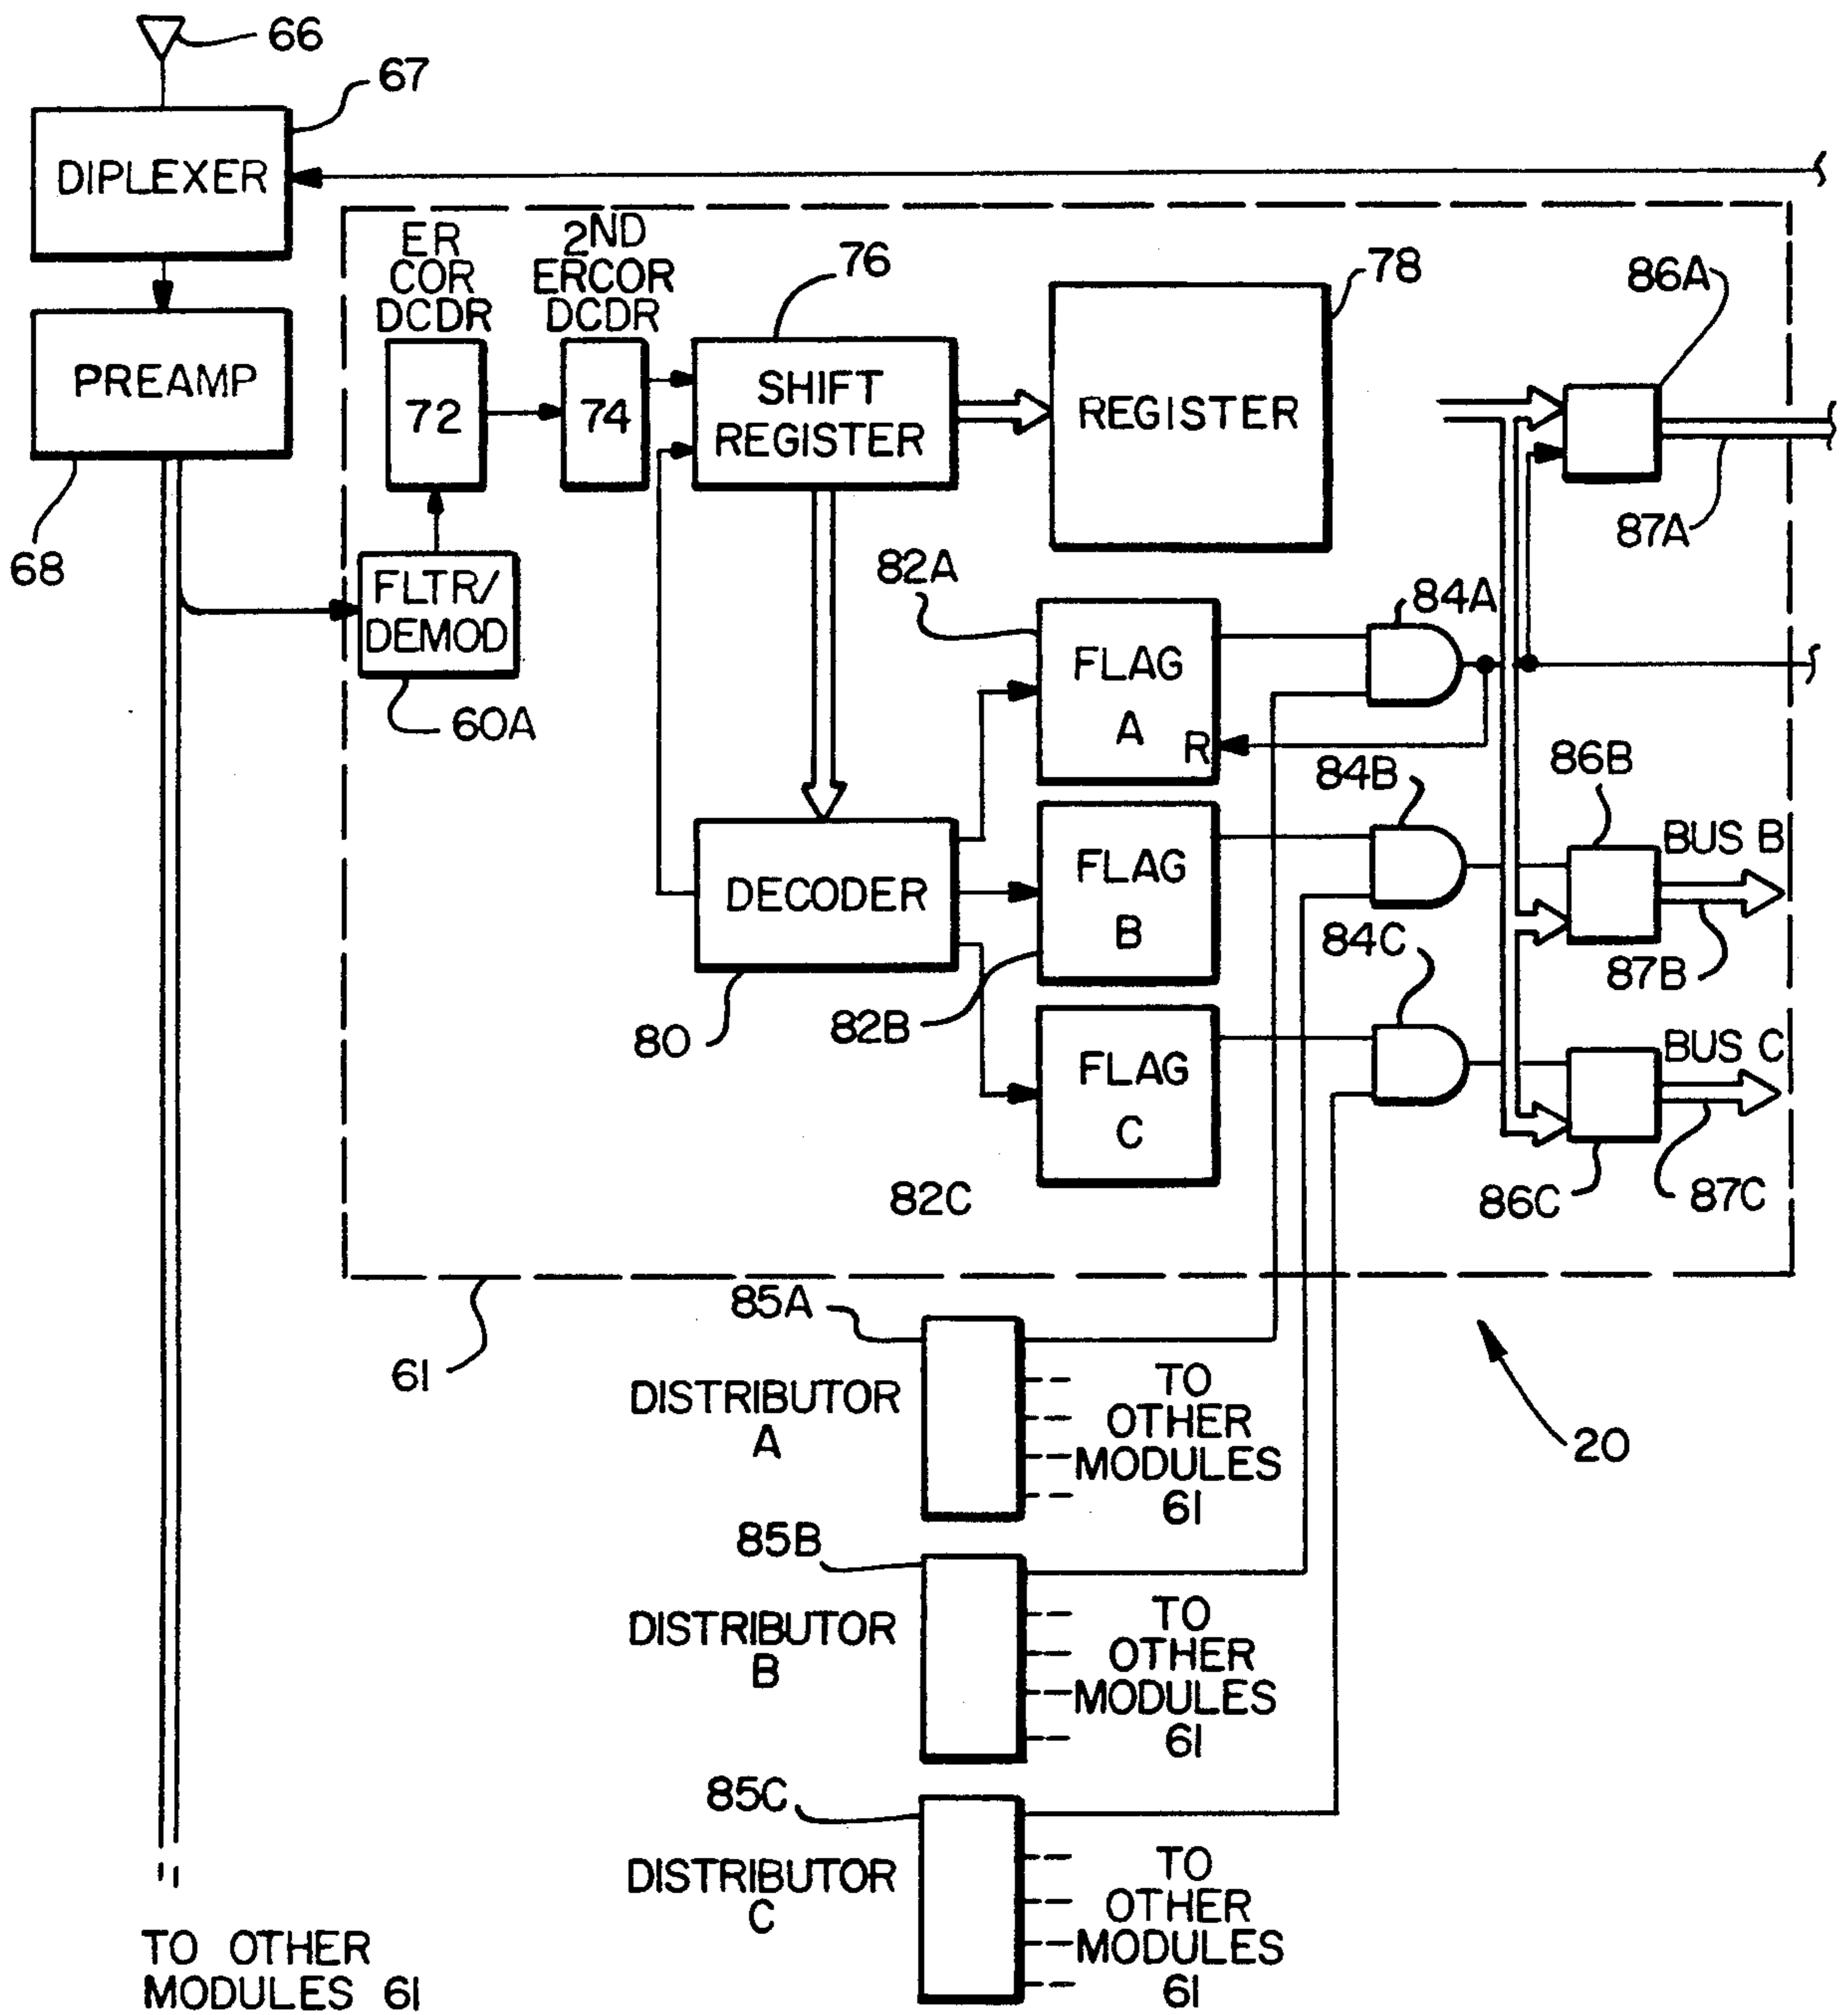 66
67
DIPLEXER
ER
COR
DCDR
2ND
ERCOR
DCDR
76
78
86A
PREAMP
72
74
SHIFT
REGISTER
REGISTER
87A
68
FLTR/
DEMOD
60A
82A
FLAG
A
R
84A
84B
86B
BUS B
DECODER
80
FLAG
B
82B
84C
87B
FLAG
C
82C
BUS C
86C
87C
61
85A
DISTRIBUTOR
A
TO
OTHER
MODULES
61
20
85B
DISTRIBUTOR
B
TO
OTHER
MODULES
61
85C
DISTRIBUTOR
C
TO
OTHER
MODULES
61
TO OTHER
MODULES 61